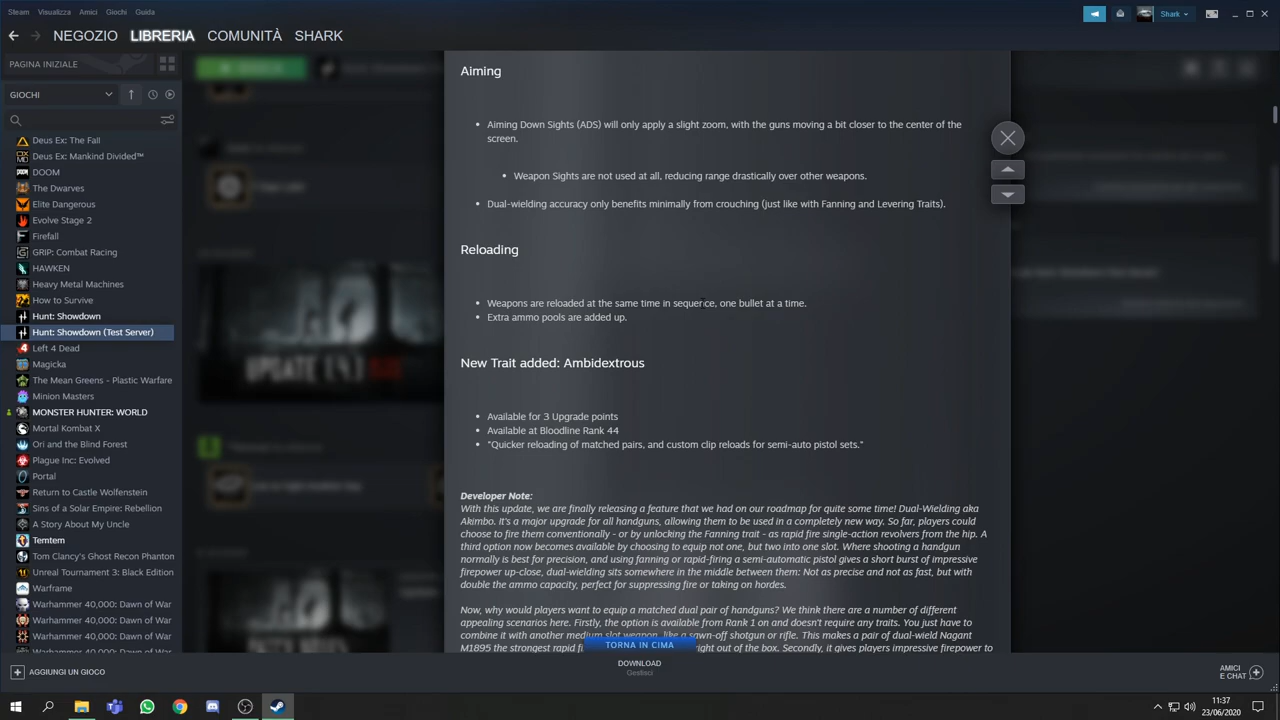 Steam Visualizza Amici Giochi Guida
Shark
NEGOZIO LIBRERIA COMUNITÀ SHARK
PAGINA INIZIALE
GIOCHI
Deus Ex: The Fall
Deus Ex: Mankind Divided™
DOOM
The Dwarves
Elite Dangerous
Evolve Stage 2
Firefall
GRIP: Combat Racing
HAWKEN
Heavy Metal Machines
How to Survive
Hunt: Showdown
Hunt: Showdown (Test Server)
Left 4 Dead
Magicka
The Mean Greens - Plastic Warfare
Minion Masters
MONSTER HUNTER: WORLD
Mortal Kombat X
Ori and the Blind Forest
Plague Inc: Evolved
Portal
Return to Castle Wolfenstein
Sins of a Solar Empire: Rebellion
A Story About My Uncle
Temtem
Tom Clancy's Ghost Recon Phanton
Unreal Tournament 3: Black Edition
Warframe
Warhammer 40,000: Dawn of War
Warhammer 40,000: Dawn of War
Warhammer 40,000: Dawn of War
Warhammer 40,000: Dawn of War
AGGIUNGI UN GIOCO
Aiming
Aiming Down Sights (ADS) will only apply a slight zoom, with the guns moving a bit closer to the center of the
screen.
Weapon Sights are not used at all, reducing range drastically over other weapons.
Dual-wielding accuracy only benefits minimally from crouching (just like with Fanning and Levering Traits).
Reloading
Weapons are reloaded at the same time in sequence, one bullet at a time.
Extra ammo pools are added up.
New Trait added: Ambidextrous
Available for 3 Upgrade points
Available at Bloodline Rank 44
"Quicker reloading of matched pairs, and custom clip reloads for semi-auto pistol sets."
Developer Note:
With this update, we are finally releasing a feature that we had on our roadmap for quite some time! Dual-Wielding aka
Akimbo. It's a major upgrade for all handguns, allowing them to be used in a completely new way. So far, players could
choose to fire them conventionally - or by unlocking the Fanning trait - as rapid fire single-action revolvers from the hip. A
third option now becomes available by choosing to equip not one, but two into one slot. Where shooting a handgun
normally is best for precision, and using fanning or rapid-firing a semi-automatic pistol gives a short burst of impressive
firepower up-close, dual-wielding sits somewhere in the middle between them: Not as precise and not as fast, but with
double the ammo capacity, perfect for suppressing fire or taking on hordes.
Now, why would players want to equip a matched dual pair of handguns? We think there are a number of different
appealing scenarios here. Firstly, the option is available from Rank 1 on and doesn't require any traits. You just have to
combine it with another medium slot weapon, like a sawn-off shotgun or rifle. This makes a pair of dual-wield Nagant
M1895 the strongest rapid right out of the box. Secondly, it gives players impressive firepower to
TORNA IN CIMA
DOWNLOAD
Gestisci
AMICI
E CHAT
11:37
23/06/2020